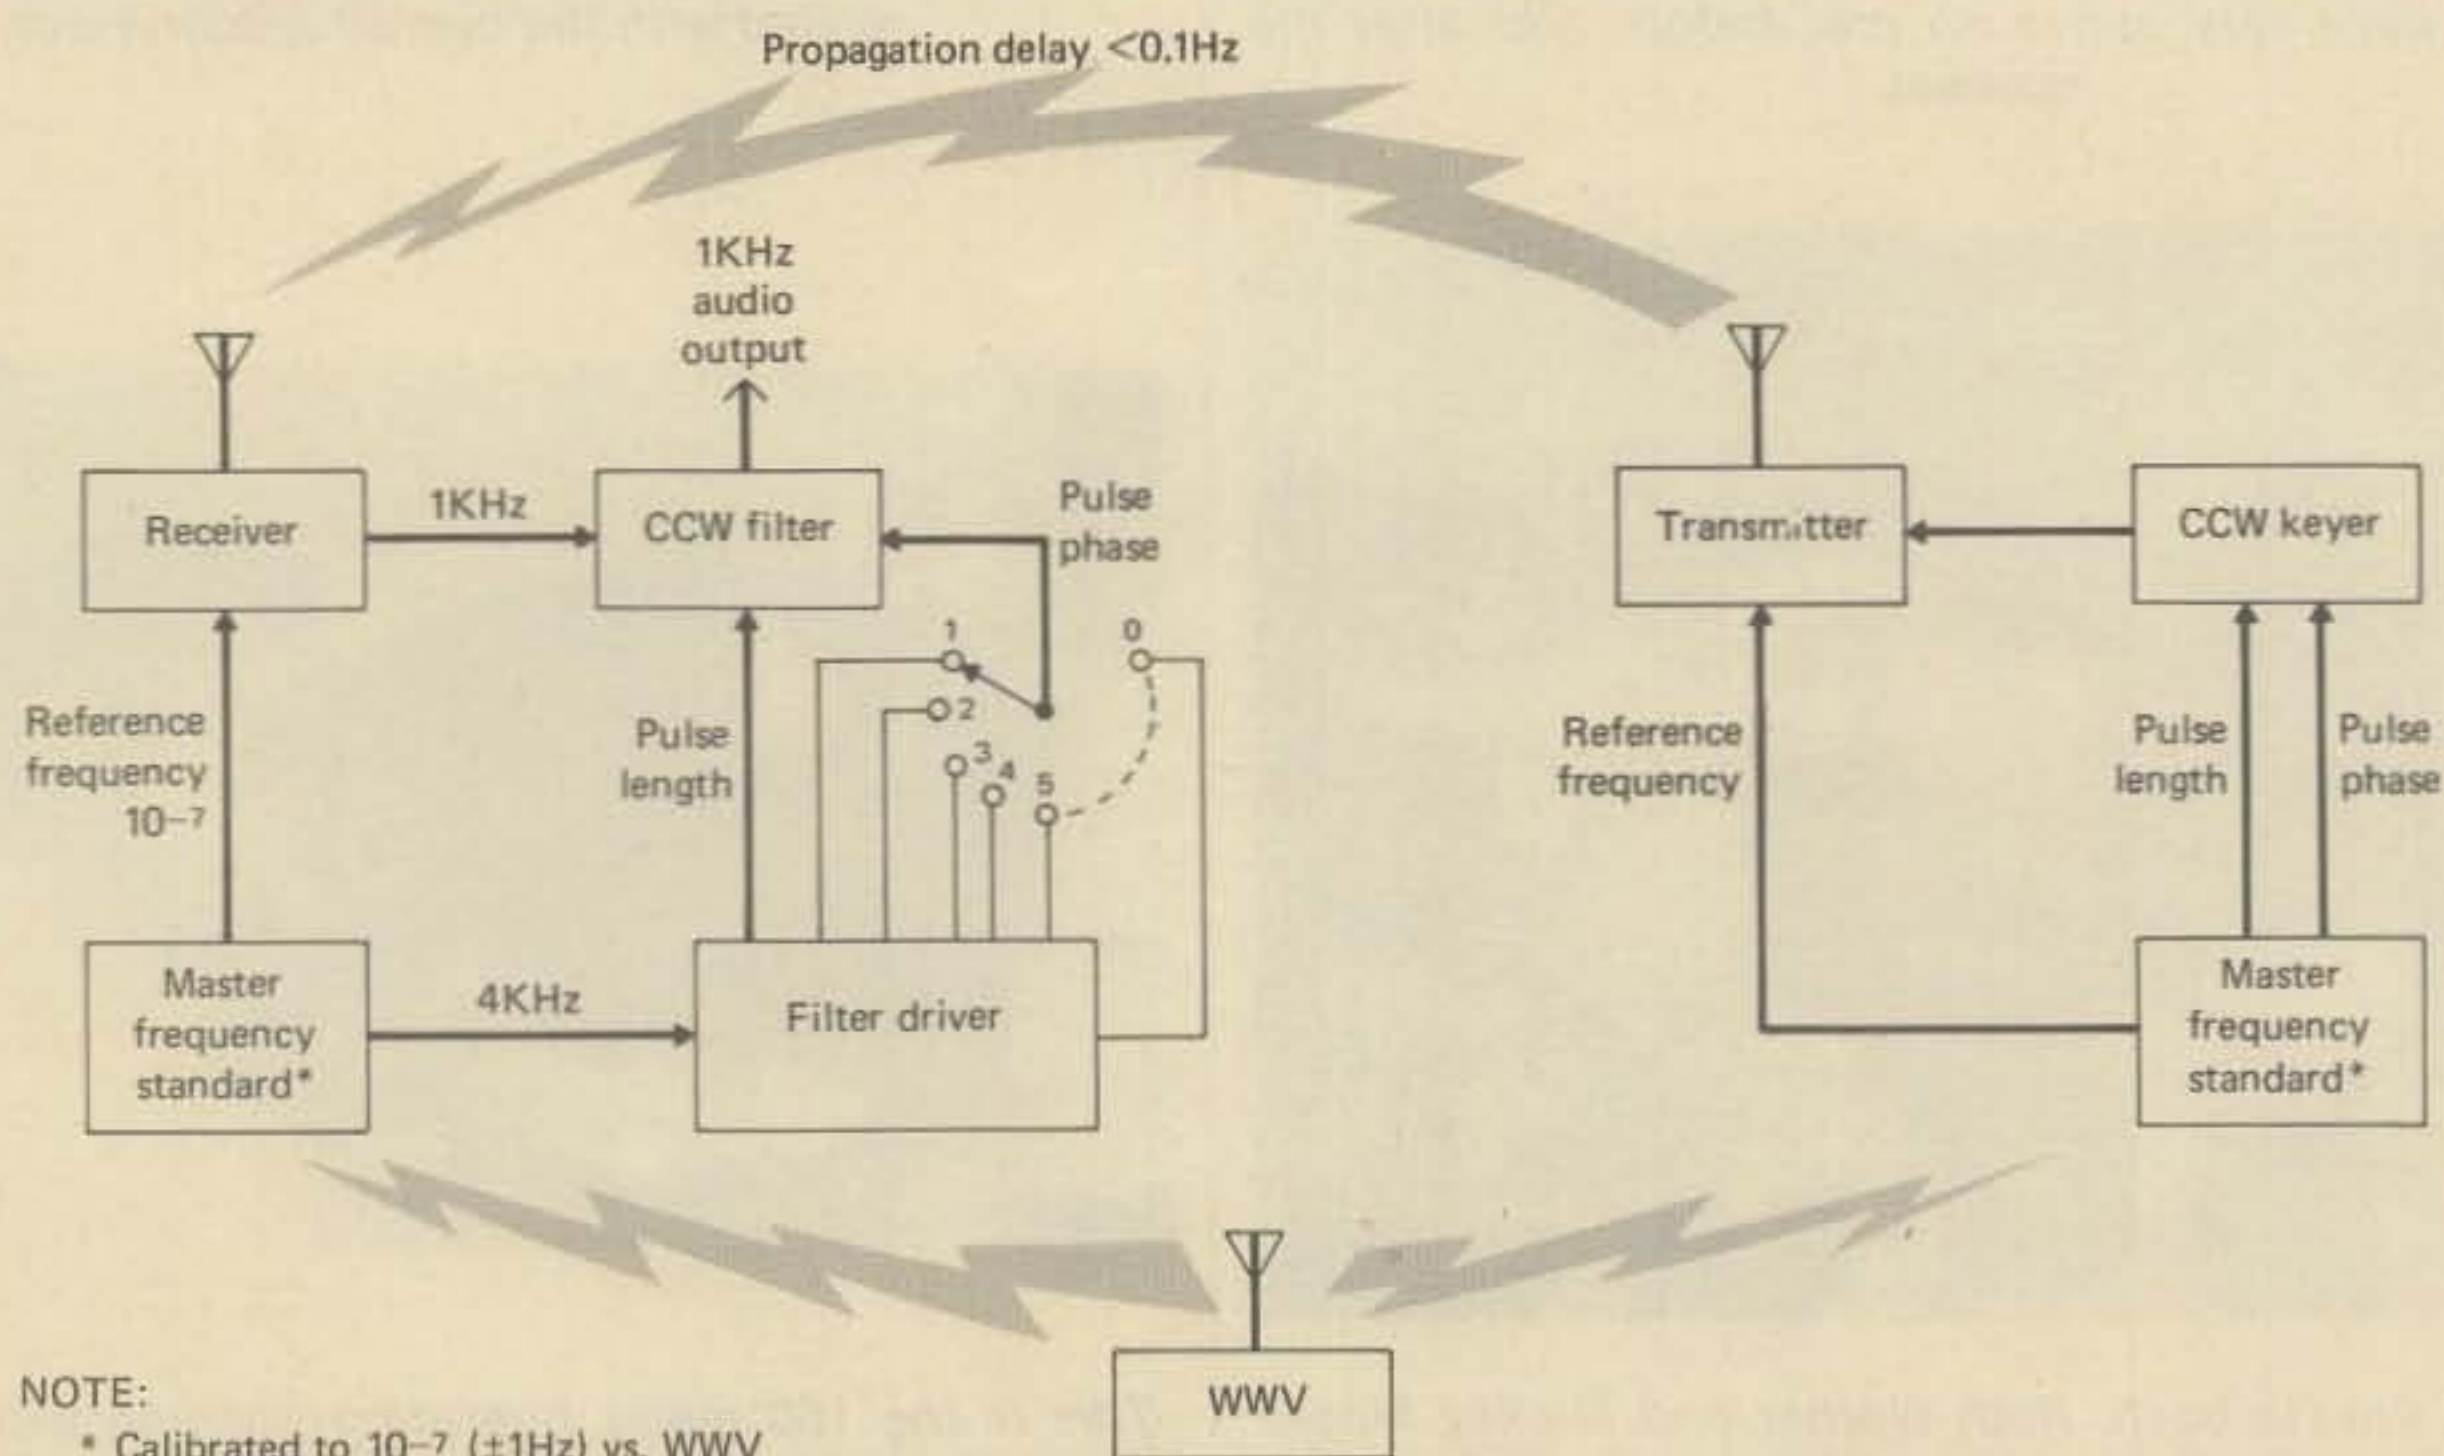 Propagation delay <0.1Hz
1KHz
audio
output
Receiver
1KHz
CCW filter
Pulse
phase
Transmitter
CCW keyer
1
0
2
3
4
5
Reference
frequency
10–7
Pulse
length
Reference
frequency
Pulse
length
Pulse
phase
Master
frequency
standard*
4KHz
Filter driver
Master
frequency
standard*
WWV
NOTE:
* Calibrated to 10–7 (±1Hz) vs. WWV